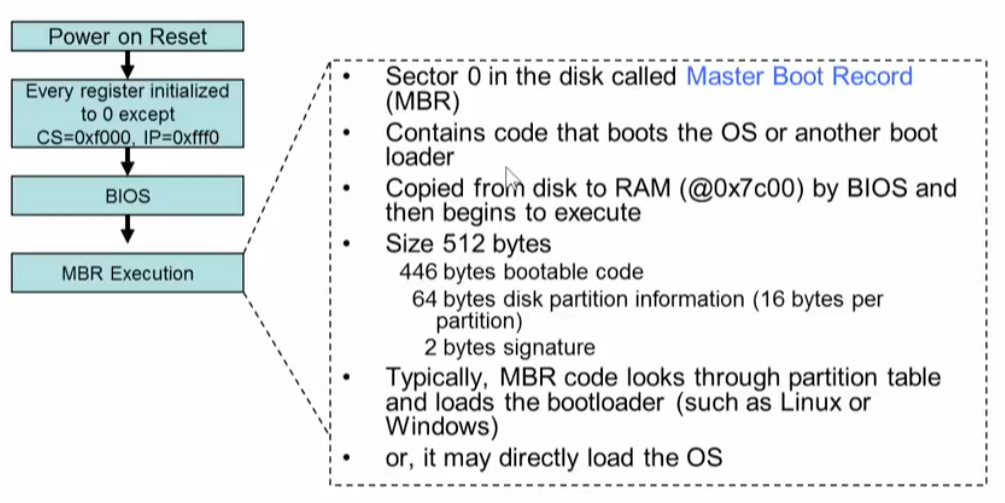 Power on Reset
Every register initialized
to 0 except
CS=0xf000, IP=0xfff0
BIOS
MBR Execution
• Sector 0 in the disk called Master Boot Record
(MBR)
• Contains code that boots the OS or another boot
loader
• Copied from disk to RAM (@0x7c00) by BIOS and
then begins to execute
• Size 512 bytes
446 bytes bootable code
64 bytes disk partition information (16 bytes per
partition)
2 bytes signature
• Typically, MBR code looks through partition table
and loads the bootloader (such as Linux or
Windows)
• or, it may directly load the OS